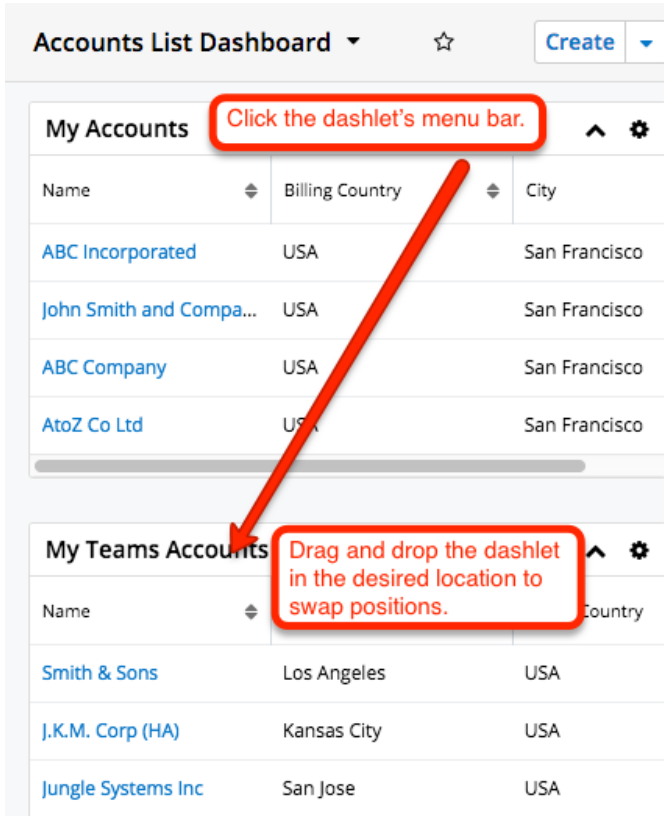 Accounts List Dashboard Create
My Accounts
Click the dashlet's menu bar.
Name Billing Country City
ABC Incorporated USA San Francisco
John Smith and Compa... USA San Francisco
ABC Company USA San Francisco
AtoZ Co Ltd USA San Francisco
My Teams Accounts
Drag and drop the dashlet
in the desired location to
swap positions.
Name Country
Smith & Sons Los Angeles USA
J.K.M. Corp (HA) Kansas City USA
Jungle Systems Inc San Jose USA